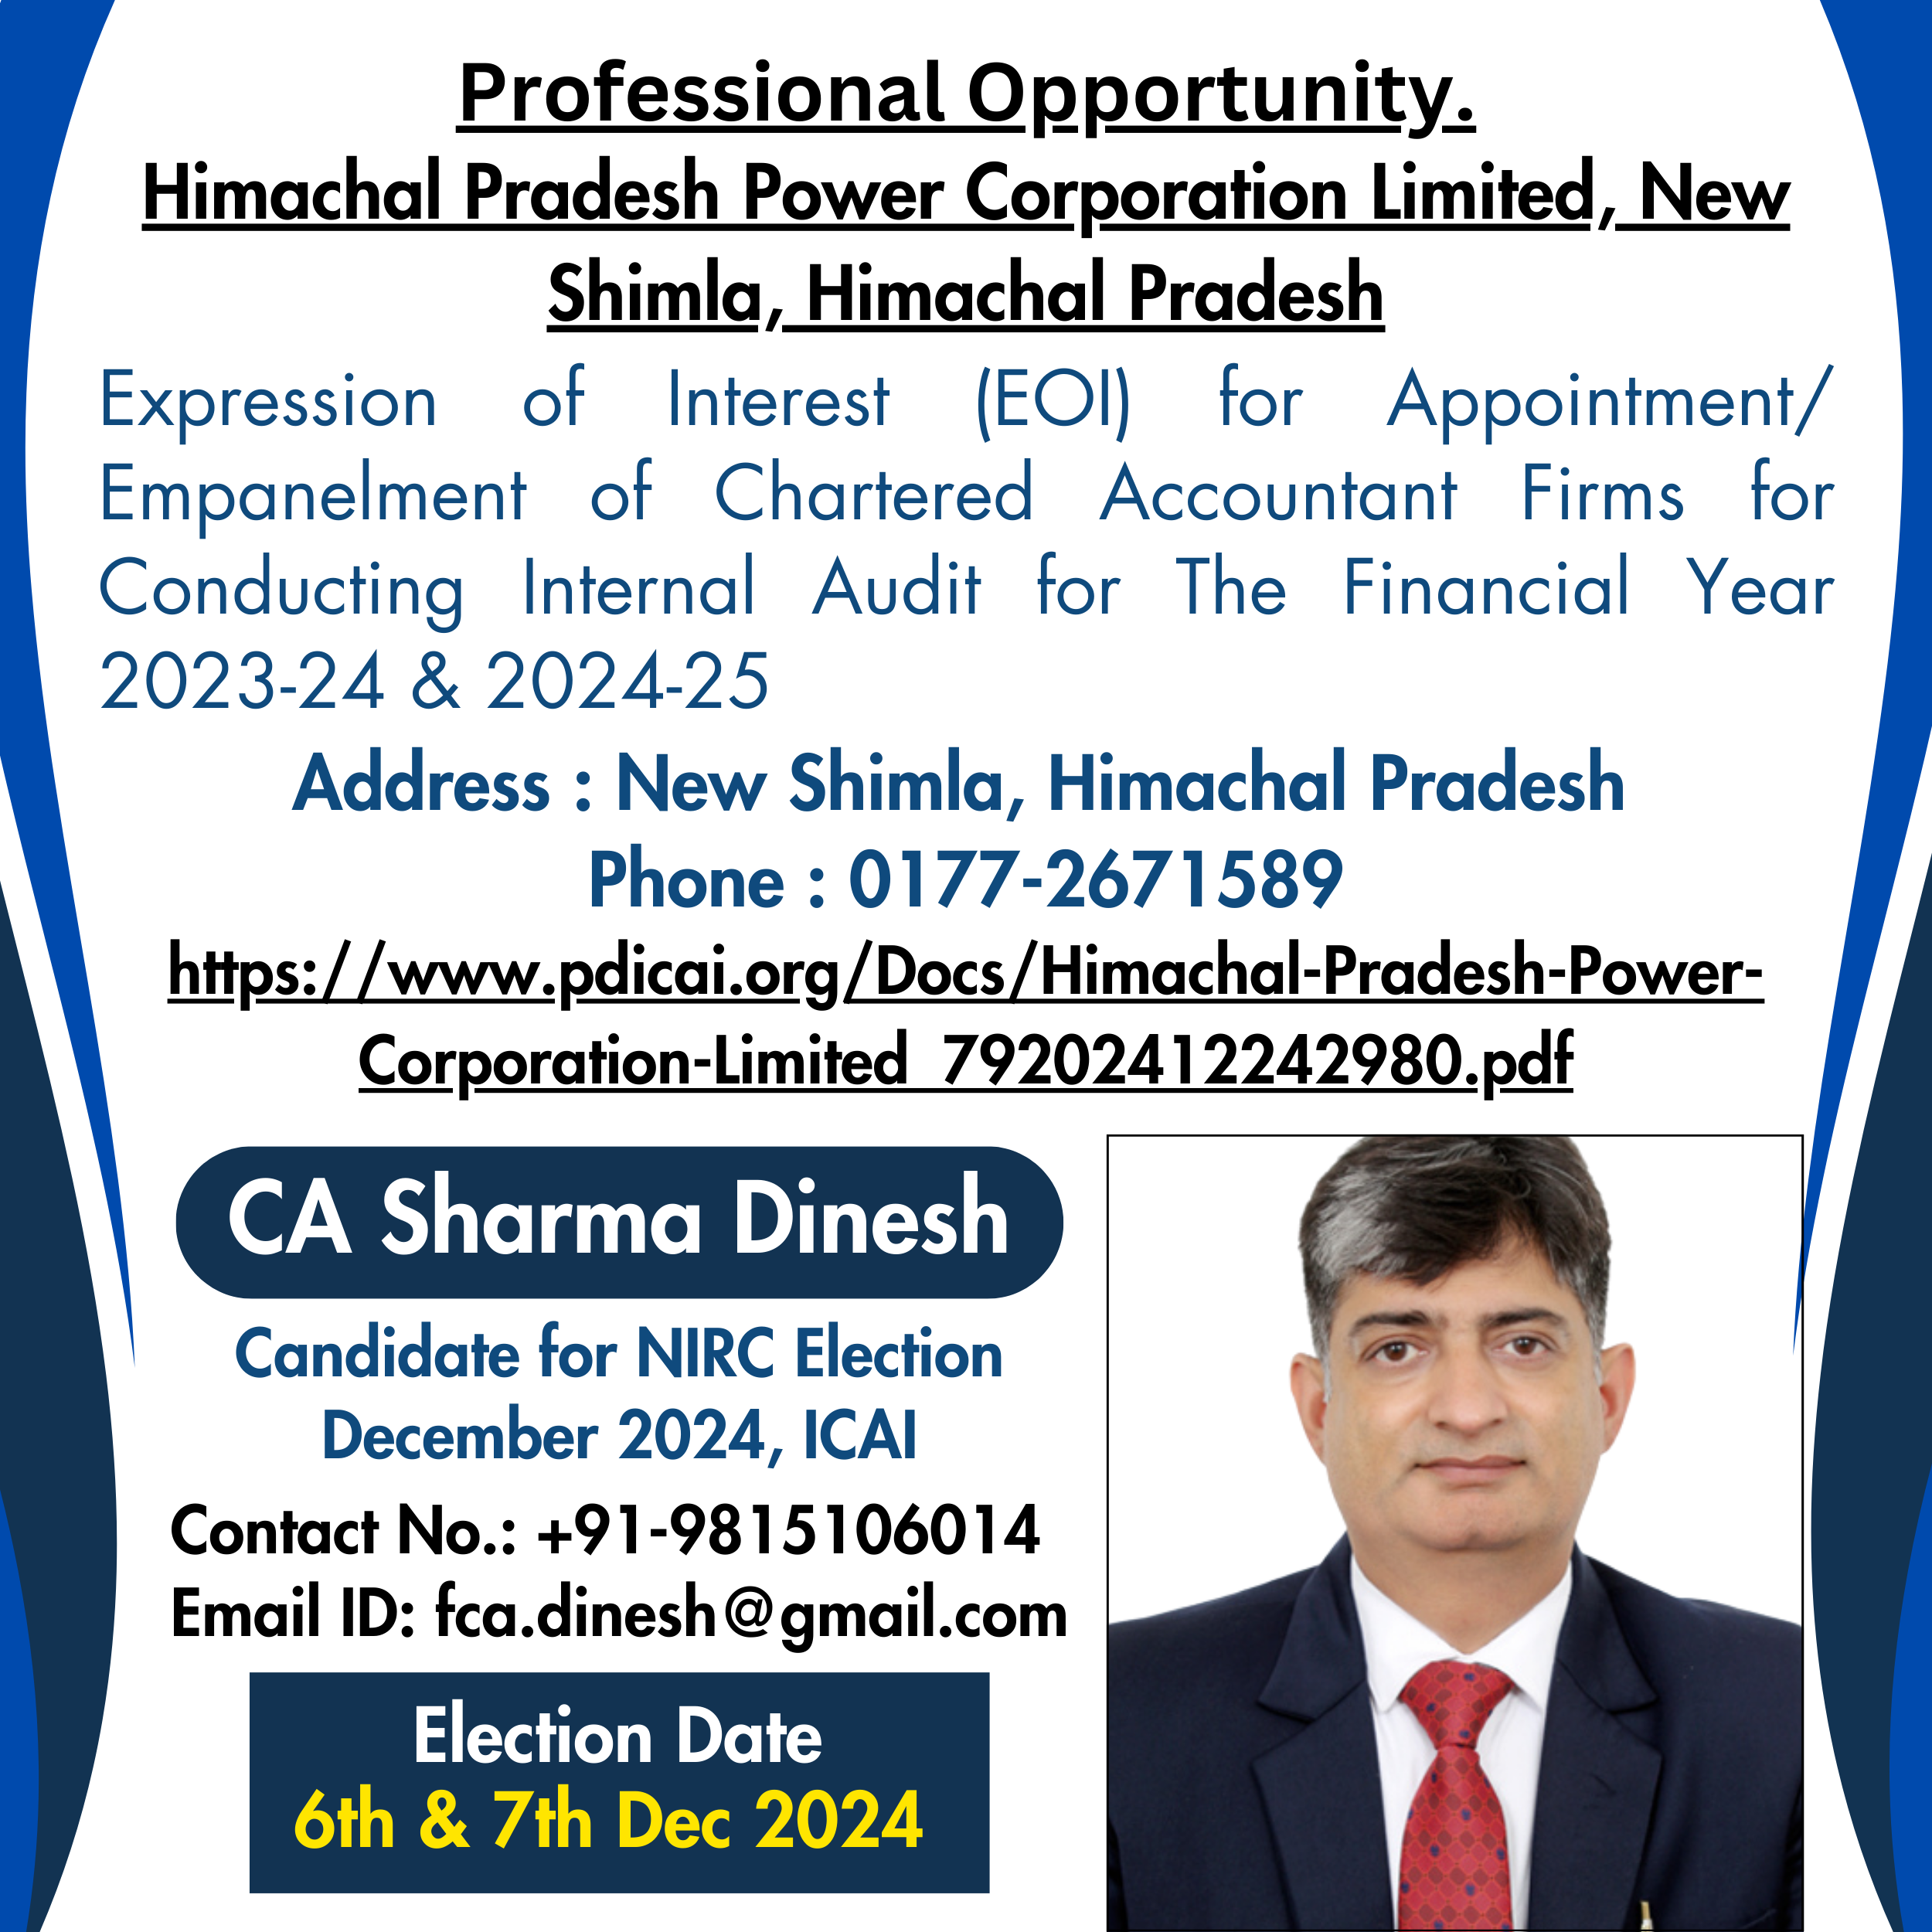 Professional Opportunity.
Himachal Pradesh Power Corporation Limited, New
Shimla, Himachal Pradesh
Expression of Interest (EOI) for Appointment/
Empanelment of Chartered Accountant Firms for
Conducting Internal Audit for The Financial Year
2023-24 & 2024-25
Address : New Shimla, Himachal Pradesh
Phone : 0177-2671589
https://www.pdicai.org/Docs/Himachal-Pradesh-Power-
Corporation-Limited_79202412242980.pdf
CA Sharma Dinesh
Candidate for NIRC Election
December 2024, ICAI
Contact No.: +91-9815106014
Email ID: fca.dinesh@gmail.com
Election Date
6th & 7th Dec 2024